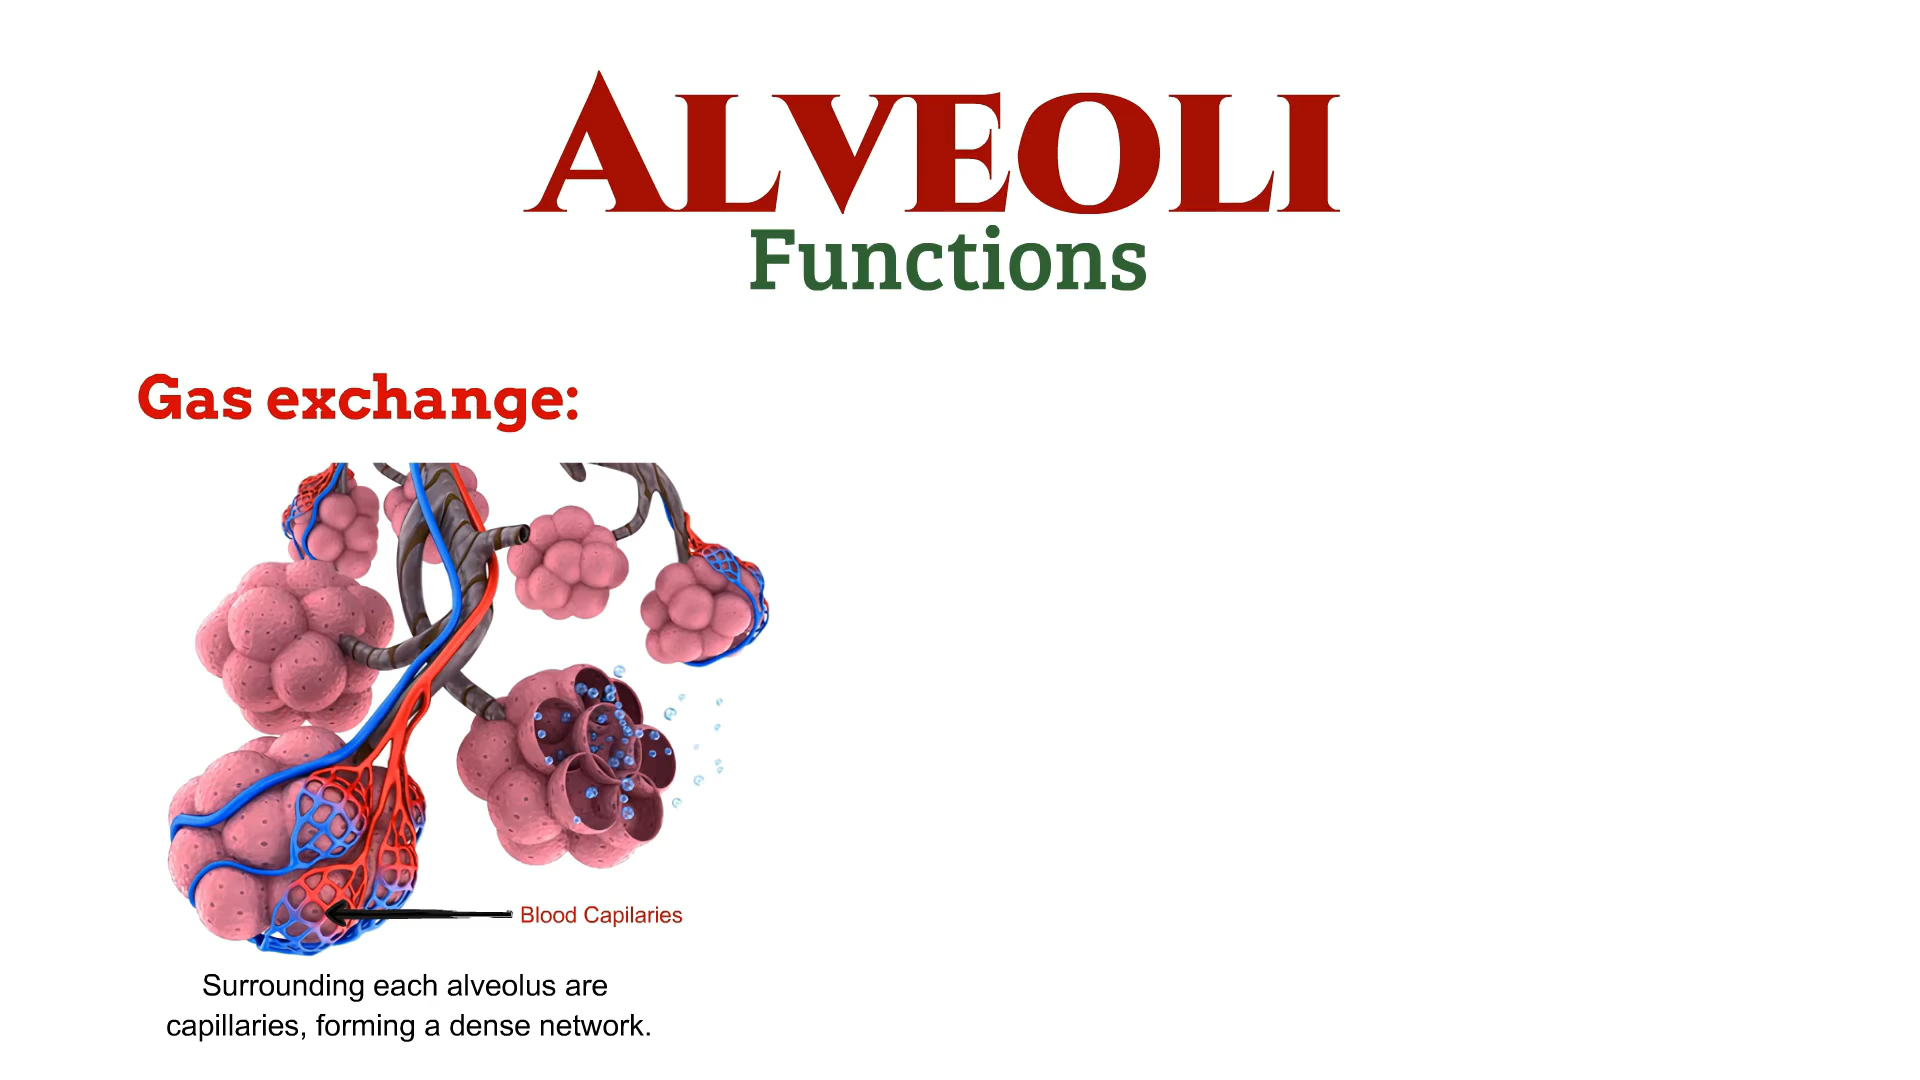 ALVEOLI
Functions
Gas exchange:
Blood Capilaries
Surrounding each alveolus are
capillaries, forming a dense network.